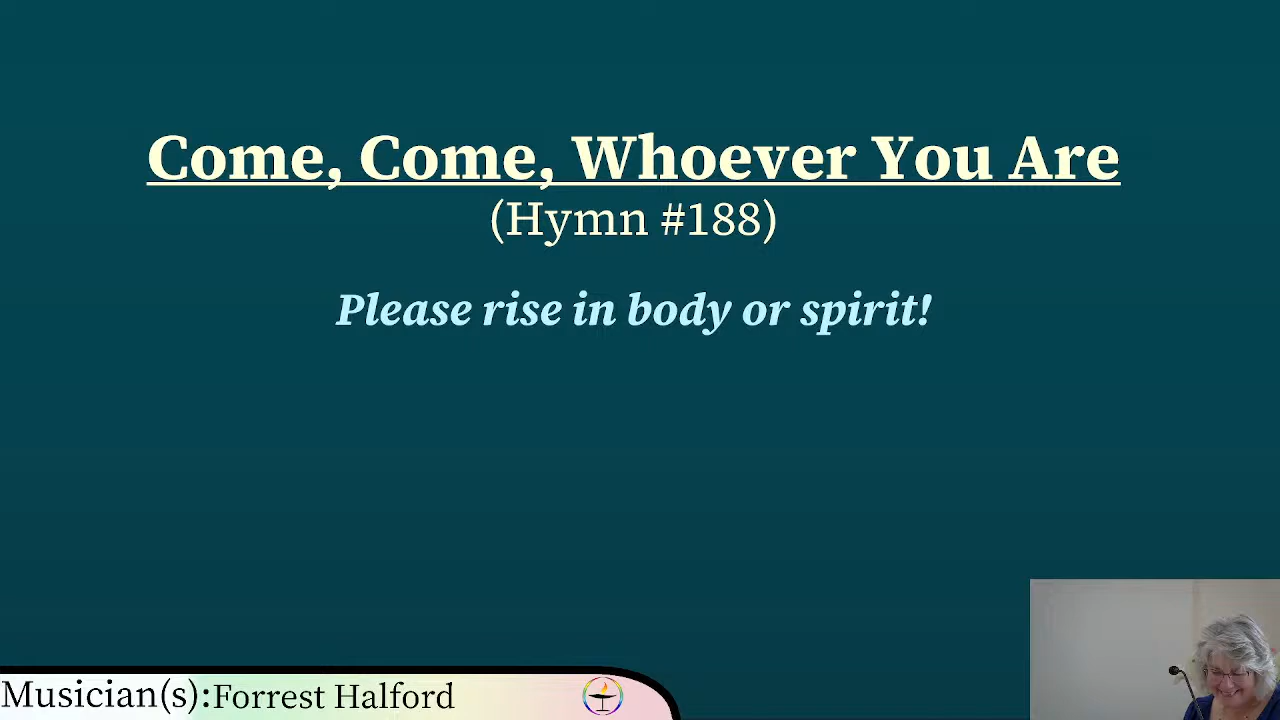 Come, Come, Whoever You Are
(Hymn #188)
Please rise in body or spirit!
Musician(s):Forrest Halford